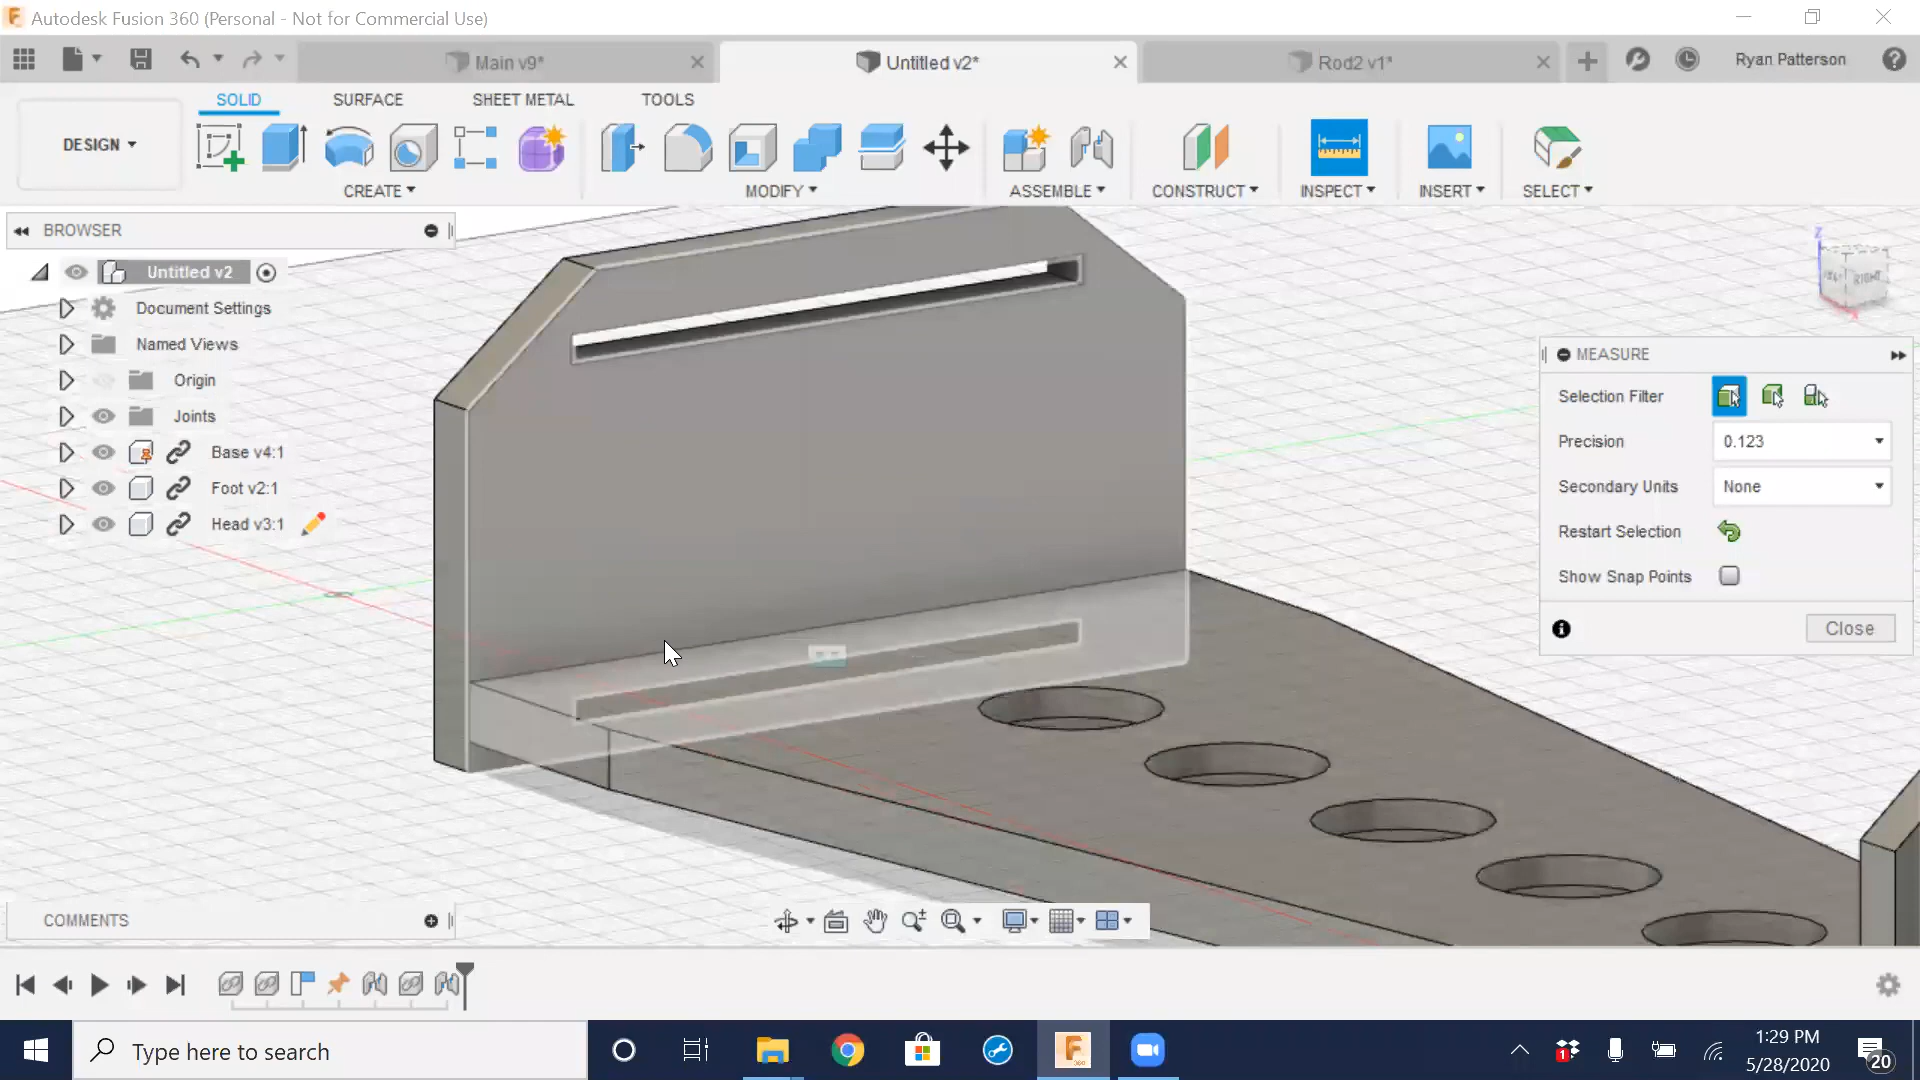 Autodesk Fusion 360 (Personal - Not for Commercial Use)
Main v9*
Untitled v2*
Rod2 v1*
Ryan Patterson
SOLID
SURFACE
SHEET METAL
TOOLS
DESIGN
CREATE
MODIFY
ASSEMBLE
CONSTRUCT
INSPECT
INSERT
SELECT
BROWSER
Untitled v2
Document Settings
Named Views
Origin
Joints
Base v4:1
Foot v2:1
Head v3:1
Z
RIGHT
X
MEASURE
Selection Filter
Precision
0.123
Secondary Units
None
Restart Selection
Show Snap Points
Close
COMMENTS
Type here to search
F
360
1
1:29 PM
5/28/2020
20